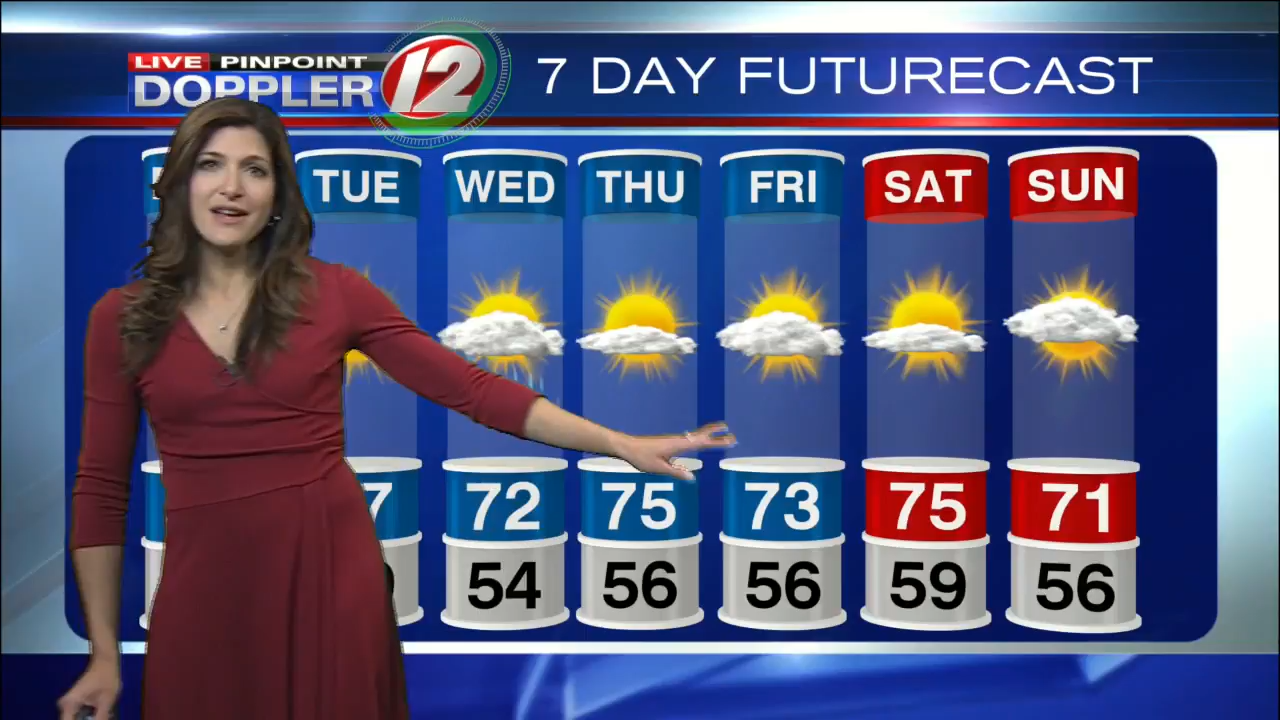 LIVE PINPOINT
DOPPLER 12
7 DAY FUTURECAST
TUE WED THU FRI SAT SUN
7 72 75 73 75 71
54 56 56 59 56